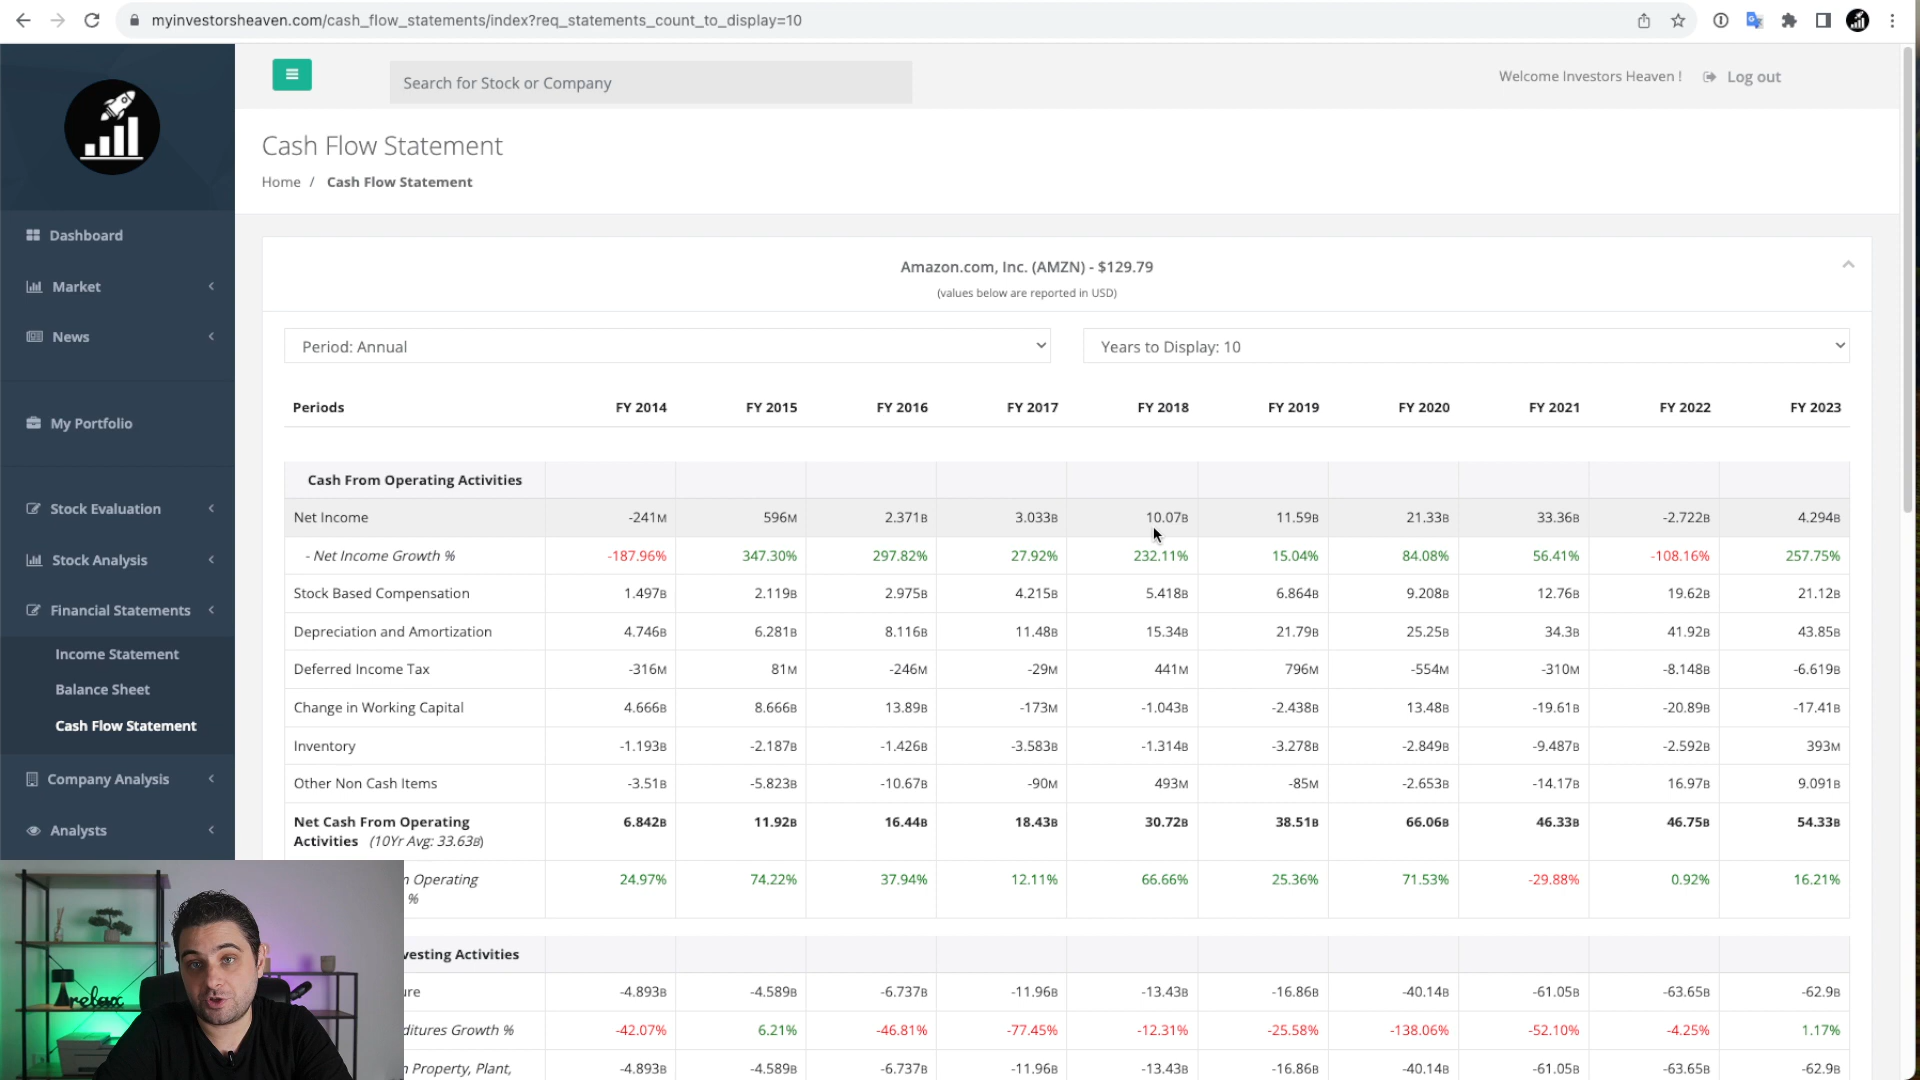 myinvestorsheaven.com/cash_flow_statements/index?req_statements_count_to_display=10
Search for Stock or Company
Welcome Investors Heaven !
Log out
Cash Flow Statement
Home / Cash Flow Statement
Dashboard
Market
News
My Portfolio
Stock Evaluation
Stock Analysis
Financial Statements
Income Statement
Balance Sheet
Cash Flow Statement
Company Analysis
Analysts
Amazon.com, Inc. (AMZN) - $129.79
(values below are reported in USD)
Period: Annual
Years to Display: 10
Periods FY 2014 FY 2015 FY 2016 FY 2017 FY 2018 FY 2019 FY 2020 FY 2021 FY 2022 FY 2023
Cash From Operating Activities
Net Income -241M 596M 2.371B 3.033B 10.07B 11.59B 21.33B 33.36B -2.722B 4.294B
- Net Income Growth % -187.96% 347.30% 297.82% 27.92% 232.11% 15.04% 84.08% 56.41% -108.16% 257.75%
Stock Based Compensation 1.497B 2.119B 2.975B 4.215B 5.418B 6.864B 9.208B 12.76B 19.62B 21.12B
Depreciation and Amortization 4.746B 6.281B 8.116B 11.48B 15.34B 21.79B 25.25B 34.3B 41.92B 43.85B
Deferred Income Tax -316M 81M -246M -29M 441M 796M -554M -310M -8.148B -6.619B
Change in Working Capital 4.666B 8.666B 13.89B -173M -1.043B -2.438B 13.48B -19.61B -20.89B -17.41B
Inventory -1.193B -2.187B -1.426B -3.583B -1.314B -3.278B -2.849B -9.487B -2.592B 393M
Other Non Cash Items -3.51B -5.823B -10.67B -90M 493M -85M -2.653B -14.17B 16.97B 9.091B
Net Cash From Operating
Activities (10Yr Avg: 33.63B) 6.842B 11.92B 16.44B 18.43B 30.72B 38.51B 66.06B 46.33B 46.75B 54.33B
n Operating
% 24.97% 74.22% 37.94% 12.11% 66.66% 25.36% 71.53% -29.88% 0.92% 16.21%
vesting Activities
ure -4.893B -4.589B -6.737B -11.96B -13.43B -16.86B -40.14B -61.05B -63.65B -62.9B
ditures Growth % -42.07% 6.21% -46.81% -77.45% -12.31% -25.58% -138.06% -52.10% -4.25% 1.17%
n Property, Plant, -4.893B -4.589B -6.737B -11.96B -13.43B -16.86B -40.14B -61.05B -63.65B -62.9B
relax